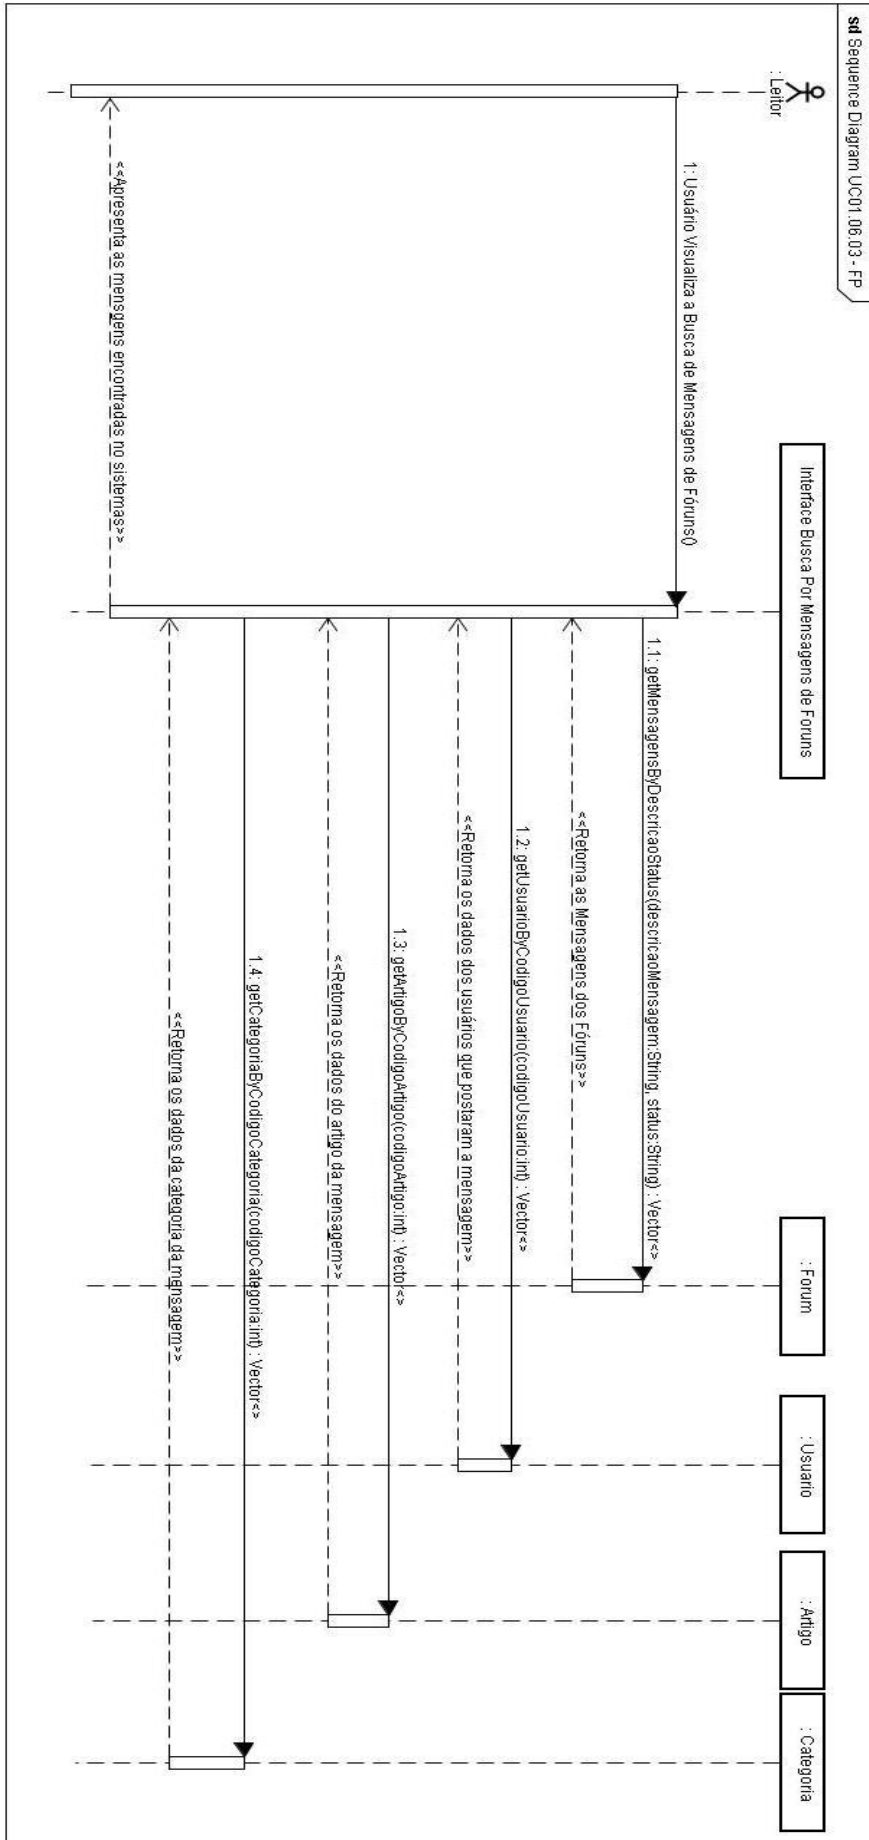 sd Sequence Diagram UC01.06.03 - FP
: Leitor
Interface Busca Por Mensagens de Foruns
: Forum
: Usuario
: Artigo
: Categoria
1: Usuário Visualiza a Busca de Mensagens de Fóruns()
1.1: getMensagensByDescricaoStatus(descricaoMensagem:String, status:String) : Vector<>
<<Retorna as Mensagens dos Fóruns>>
1.2: getUsuarioByCodigoUsuario(codigoUsuario:int) : Vector<>
<<Retorna os dados dos usuários que postaram a mensagem>>
1.3: getArtigoByCodigoArtigo(codigoArtigo:int) : Vector<>
<<Retorna os dados do artigo da mensagem>>
1.4: getCategoriaByCodigoCategoria(codigoCategoria:int) : Vector<>
<<Retorna os dados da categoria da mensagem>>
<<Apresenta as mensgens encontradas no sistemas>>